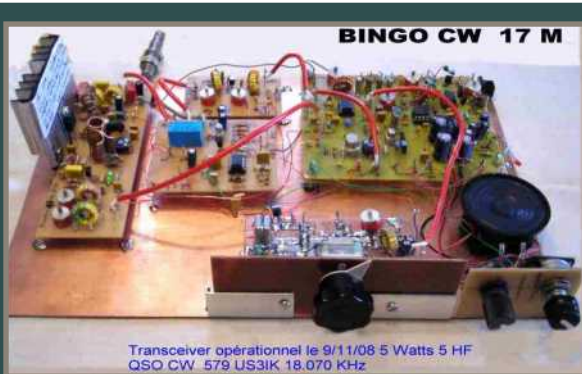 BINGO CW 17 M
Transceiver opérationnel le 9/11/08 5 Watts 5 HF
QSO CW 579 US3IK 18.070 KHz